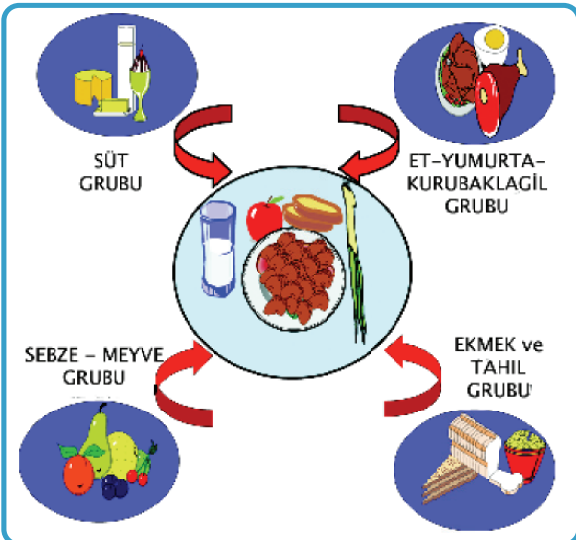 SÜT
GRUBU
ET-YUMURTA-
KURUBAKLAGİL
GRUBU
SEBZE - MEYVE
GRUBU
EKMEK ve
TAHIL
GRUBU